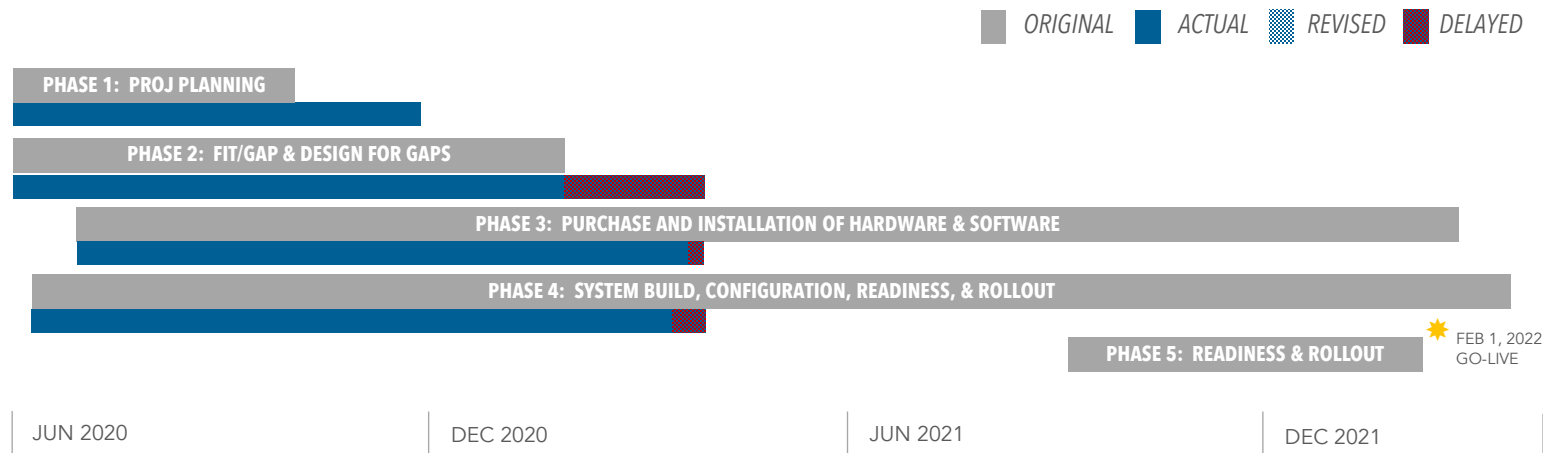 ORIGINAL ACTUAL REVISED DELAYED
PHASE 1: PROJ PLANNING
PHASE 2: FIT/GAP & DESIGN FOR GAPS
PHASE 3: PURCHASE AND INSTALLATION OF HARDWARE & SOFTWARE
PHASE 4: SYSTEM BUILD, CONFIGURATION, READINESS, & ROLLOUT
PHASE 5: READINESS & ROLLOUT
FEB 1, 2022
GO-LIVE
JUN 2020 DEC 2020 JUN 2021 DEC 2021